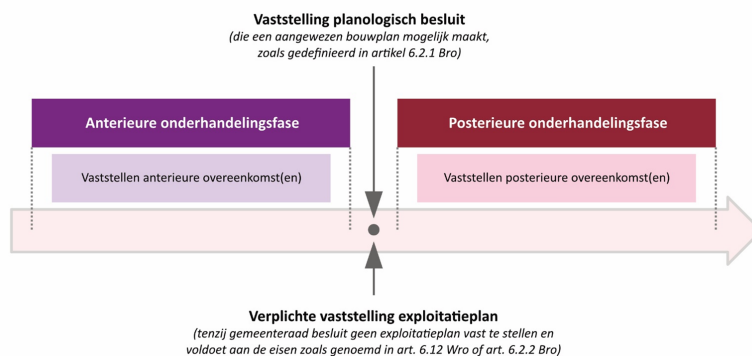 Vaststelling planologisch besluit
(die een aangewezen bouwplan mogelijk maakt,
zoals gedefinieerd in artikel 6.2.1 Bro)
Anterieure onderhandelingsfase
Posterieure onderhandelingsfase
Vaststellen anterieure overeenkomst(en)
Vaststellen posterieure overeenkomst(en)
Verplichte vaststelling exploitatieplan
(tenzij gemeenteraad besluit geen exploitatieplan vast te stellen en
voldoet aan de eisen zoals genoemd in art. 6.12 Wro of art. 6.2.2 Bro)